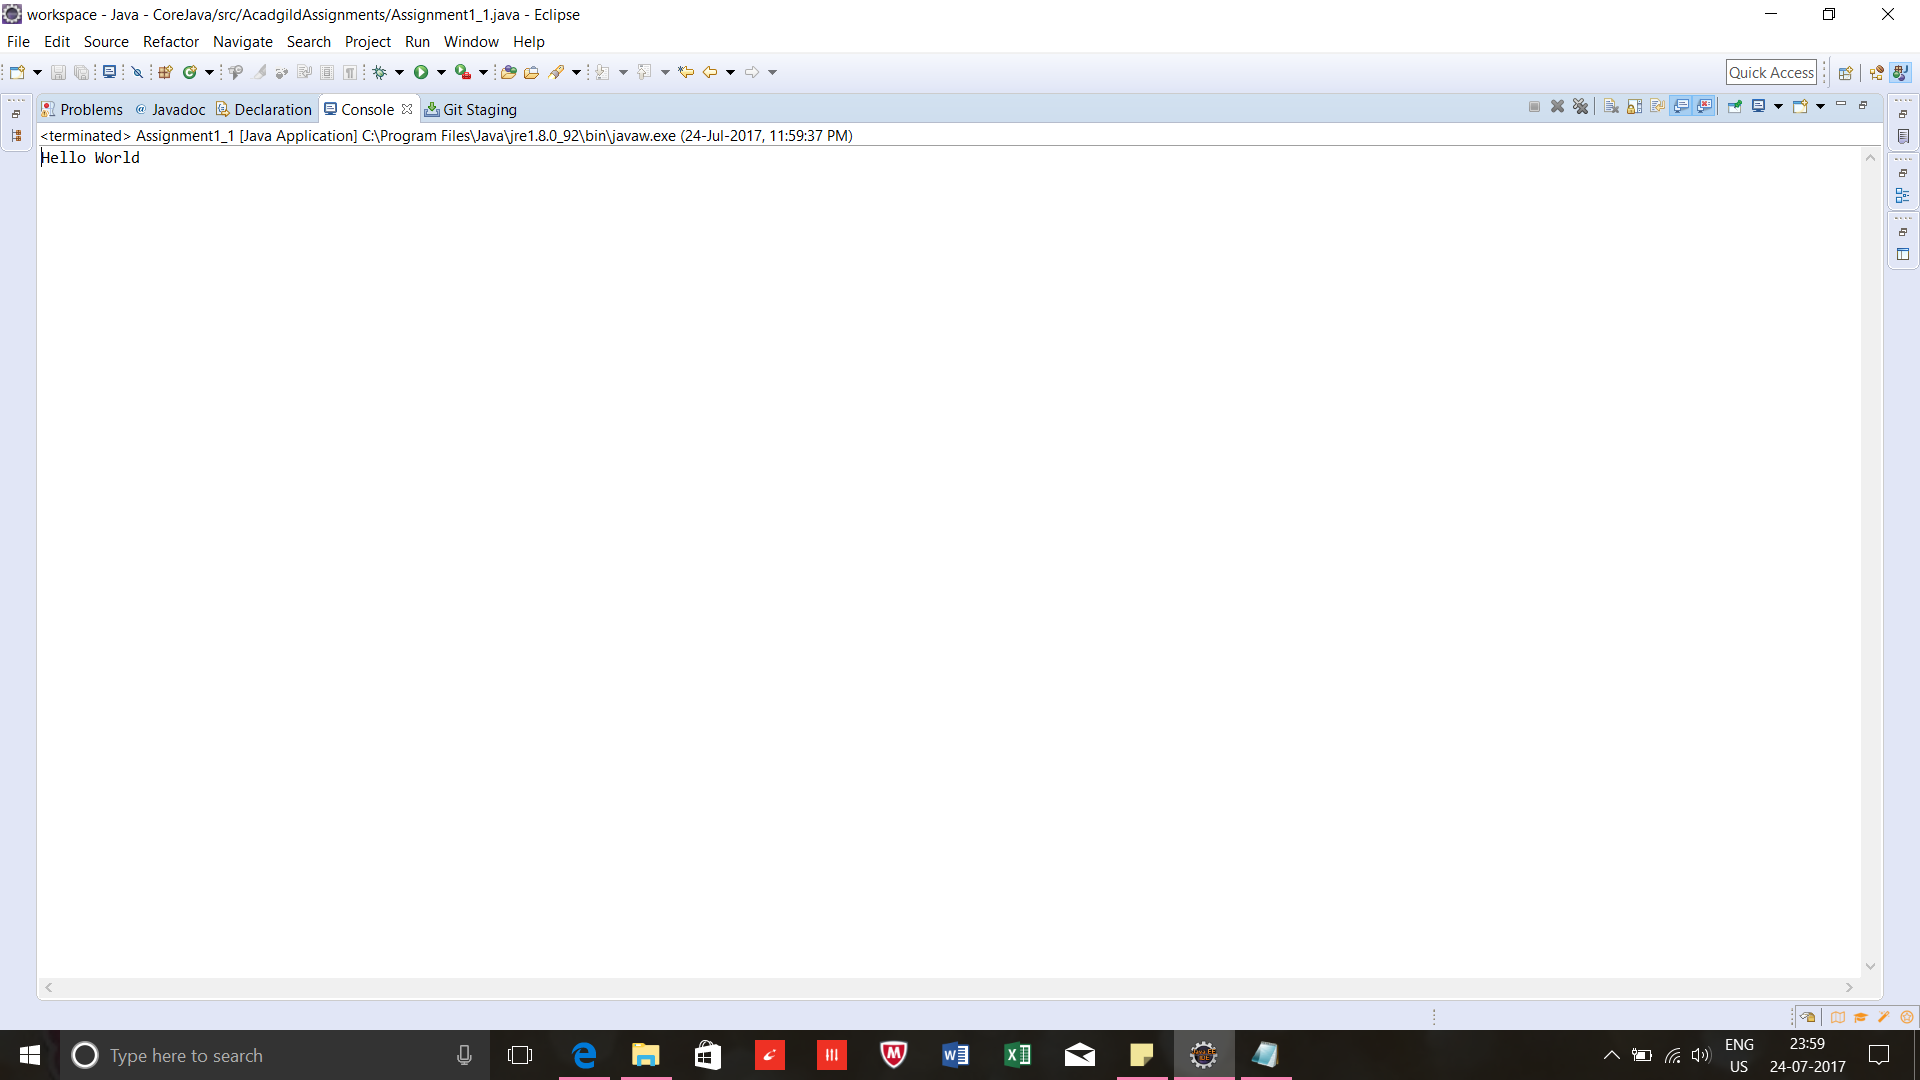 workspace - Java - CoreJava/src/AcadgildAssignments/Assignment1_1.java - Eclipse
File Edit Source Refactor Navigate Search Project Run Window Help
Quick Access
Problems @ Javadoc Declaration Console Git Staging
<terminated> Assignment1_1 [Java Application] C:\Program Files\Java\jre1.8.0_92\bin\javaw.exe (24-Jul-2017, 11:59:37 PM)
Hello World
Type here to search
ENG
US
23:59
24-07-2017